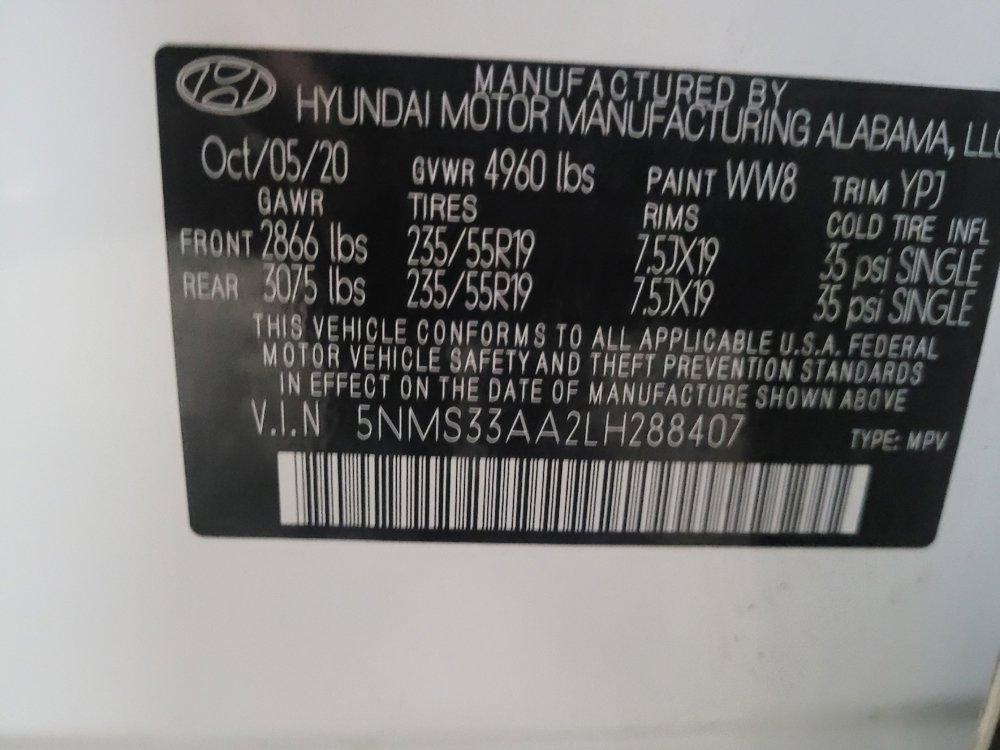 MANUFACTURED BY
HYUNDAI MOTOR MANUFACTURING ALABAMA, LLC
Oct/05/20 GVWR 4960 lbs PAINT WW8 TRIM YPJ
GAWR TIRES RIMS COLD TIRE INFL
FRONT 2866 lbs 235/55R19 7.5JX19 35 psi SINGLE
REAR 3075 lbs 235/55R19 7.5JX19 35 psi SINGLE
THIS VEHICLE CONFORMS TO ALL APPLICABLE U.S.A. FEDERAL
MOTOR VEHICLE SAFETY AND THEFT PREVENTION STANDARDS
IN EFFECT ON THE DATE OF MANUFACTURE SHOWN ABOVE
V.I.N 5NMS33AA2LH288407 TYPE: MPV